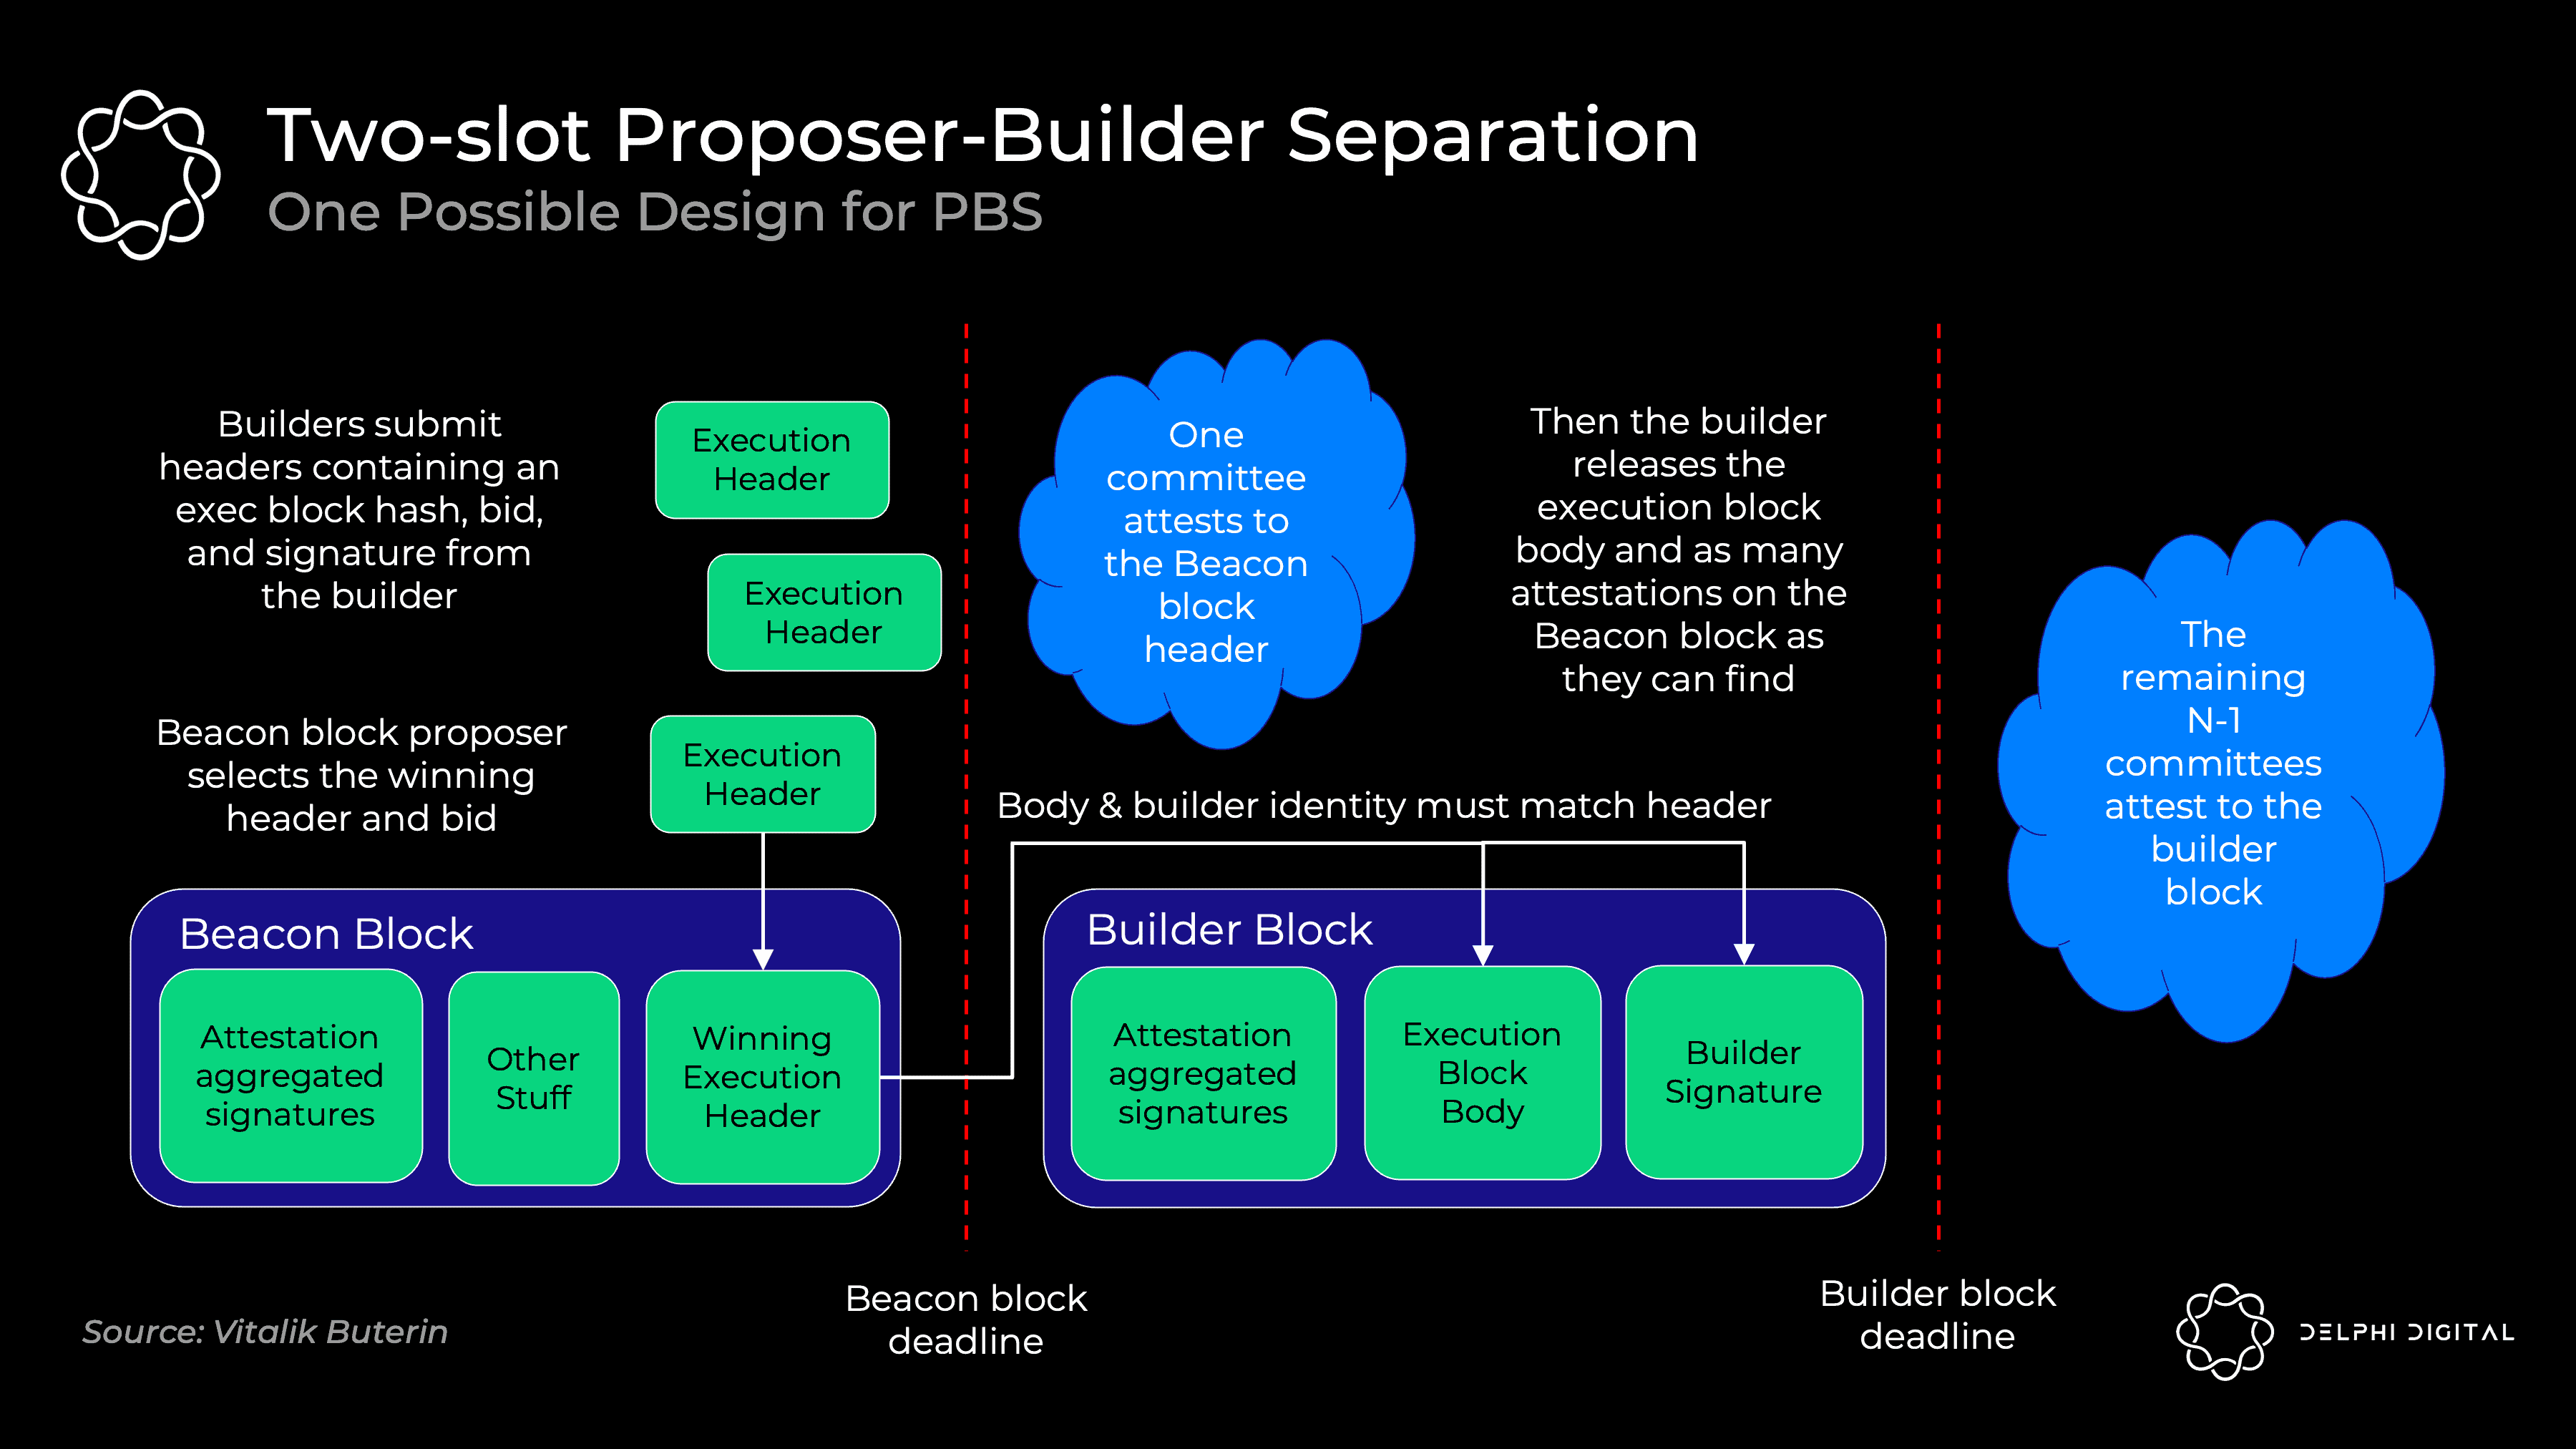 Two-slot Proposer-Builder Separation
One Possible Design for PBS
Builders submit
headers containing an
exec block hash, bid,
and signature from
the builder
Execution
Header
Execution
Header
Beacon block proposer
selects the winning
header and bid
Execution
Header
Beacon Block
Attestation
aggregated
signatures
Other
Stuff
Winning
Execution
Header
Beacon block
deadline
One
committee
attests to
the Beacon
block
header
Then the builder
releases the
execution block
body and as many
attestations on the
Beacon block as
they can find
Body & builder identity must match header
Builder Block
Attestation
aggregated
signatures
Execution
Block
Body
Builder
Signature
Builder block
deadline
The
remaining
N-1
committees
attest to the
builder
block
Source: Vitalik Buterin
DELPHI DIGITAL